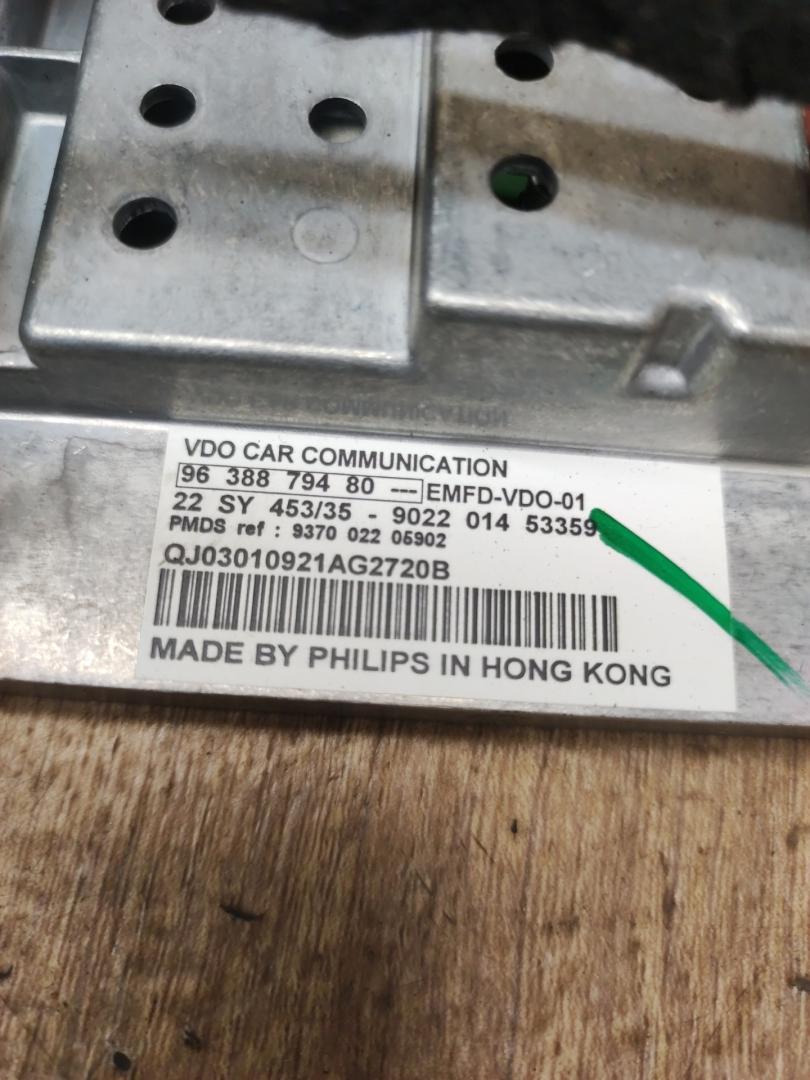 VDO CAR COMMUNICATION
96 388 794 80 --- EMFD-VDO-01
22 SY 453/35 - 9022 014 53359
PMDS ref : 9370 022 05902
QJ03010921AG2720B
MADE BY PHILIPS IN HONG KONG